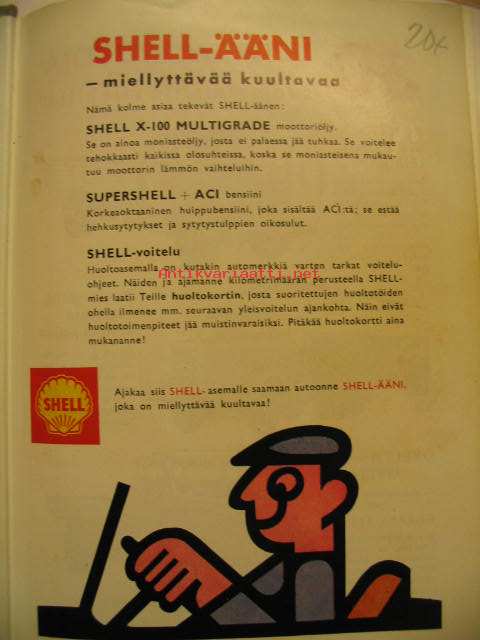 20k
SHELL-ÄÄNI
— miellyttävää kuultavaa
Nämä kolme asiaa tekevät SHELL-äänen:
SHELL X-100 MULTIGRADE moottoriöljy.
Se on ainoa moniasteöljy, josta ei palaessa jää tuhkaa. Se voitelee
tehokkaasti kaikissa olosuhteissa, koska se moniasteisena mukau-
tuu moottorin lämmön vaihteluihin.
SUPERSHELL + ACI bensiini
Korkeaoktaaninen huippubensiini, joka sisältää ACI:tä; se estää
hehkusytytykset ja sytytystulppien oikosulut.
SHELL-voitelu
Huoltoasemalla on kutakin automerkkiä varten tarkat voitelu-
ohjeet. Näiden ja ajamanne kilometrimäärän perusteella SHELL-
mies laatii Teille huoltokortin, josta suoritettujen huoltotöiden
ohella ilmenee mm. seuraavan yleisvoitelun ajankohta. Näin eivät
huoltotoimenpiteet jää muistinvaraisiksi. Pitäkää huoltokortti aina
mukananne!
Antikvariaatti.net
SHELL
Ajakaa siis SHELL-asemalle saamaan autoonne SHELL-ÄÄNI,
joka on miellyttävää kuultavaa!